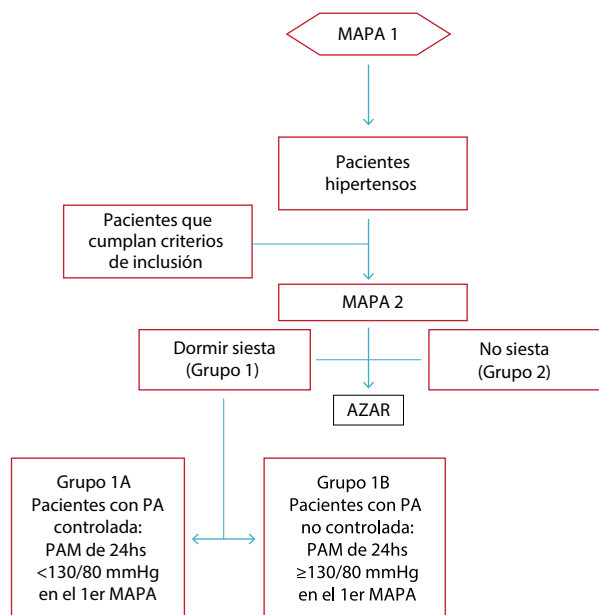 MAPA 1
Pacientes
hipertensos
Pacientes que
cumplan criterios
de inclusión
MAPA 2
Dormir siesta
(Grupo 1)
No siesta
(Grupo 2)
AZAR
Grupo 1A
Pacientes con PA
controlada:
PAM de 24hs
<130/80 mmHg
en el 1er MAPA
Grupo 1B
Pacientes con PA
no controlada:
PAM de 24hs
≥130/80 mmHg
en el 1er MAPA